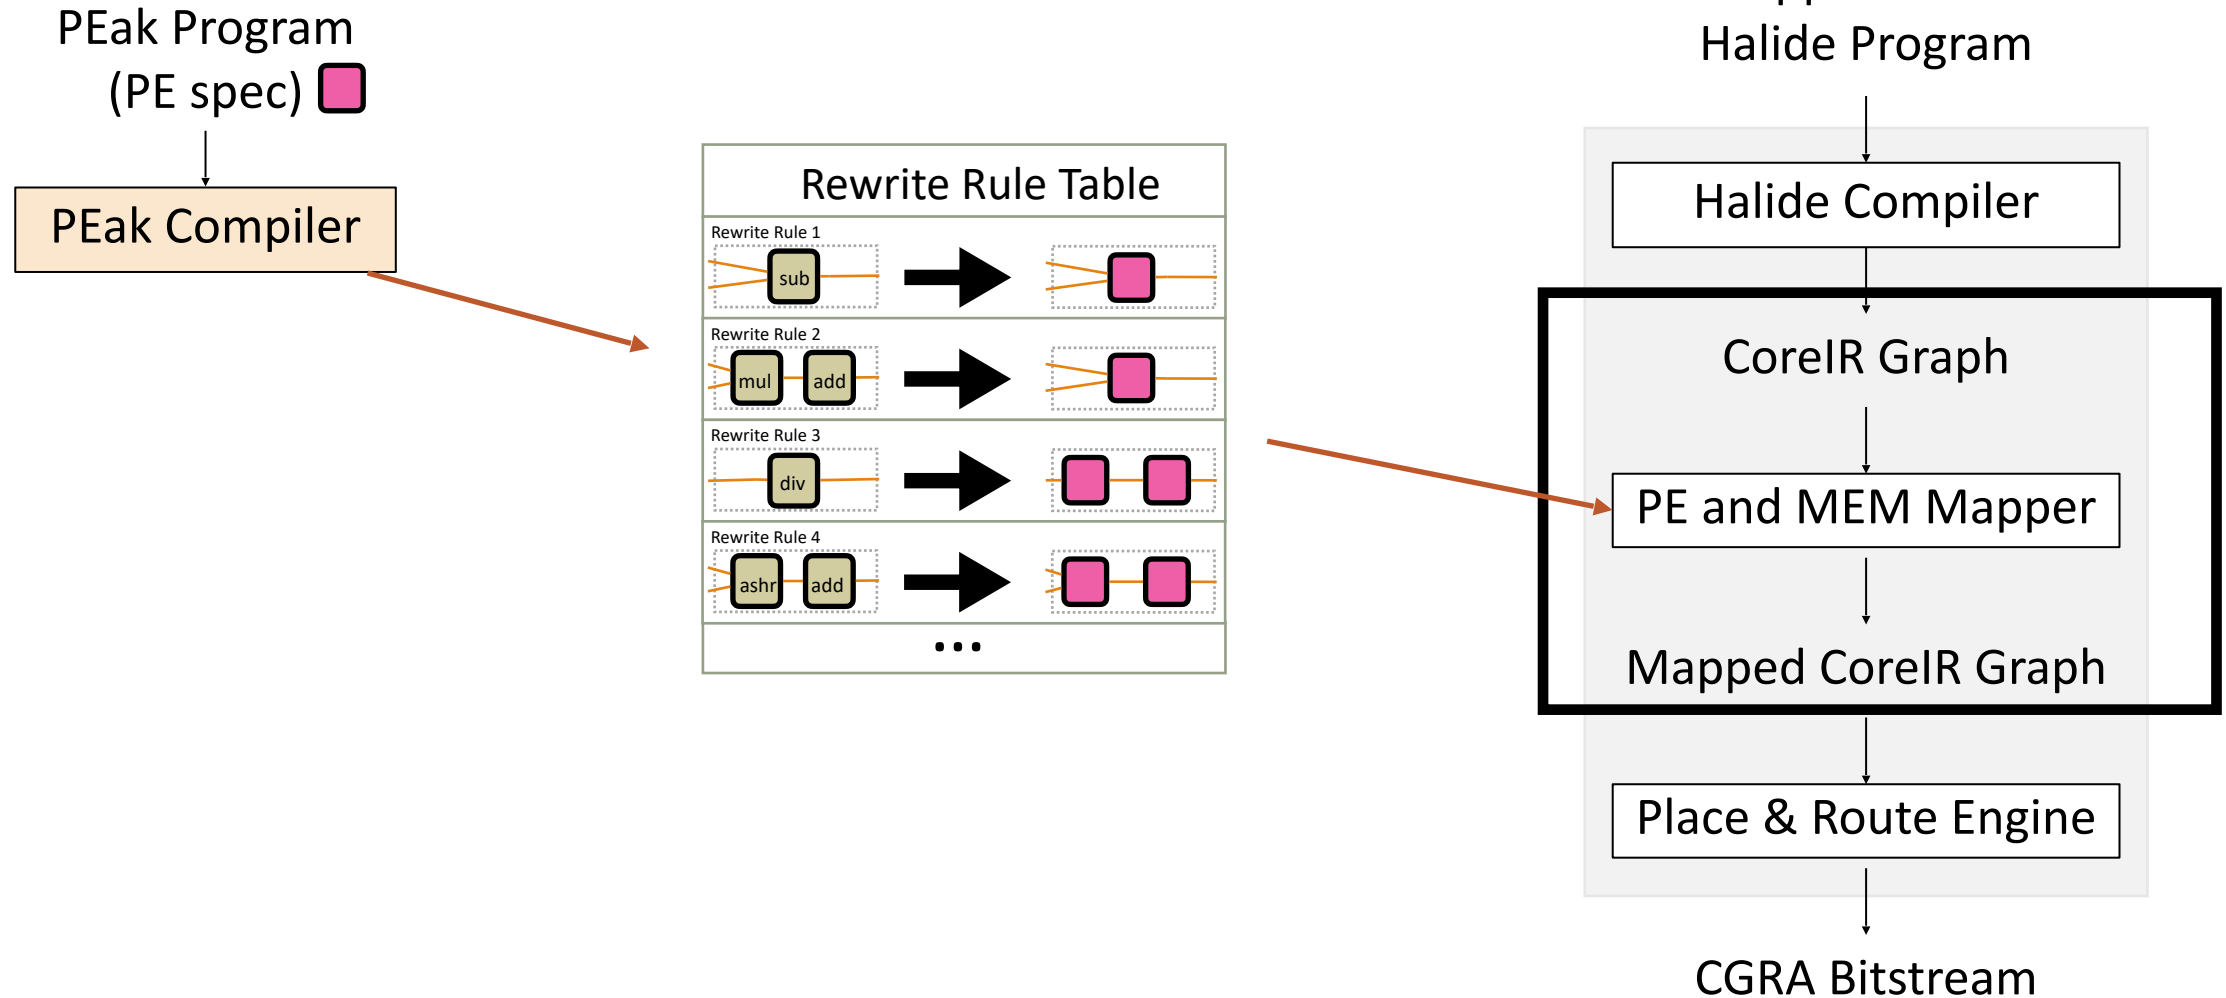 PEak Program
(PE spec)
PEak Compiler
Rewrite Rule Table
Rewrite Rule 1
sub
Rewrite Rule 2
mul add
Rewrite Rule 3
div
Rewrite Rule 4
ashr add
...
Halide Program
Halide Compiler
CoreIR Graph
PE and MEM Mapper
Mapped CoreIR Graph
Place & Route Engine
CGRA Bitstream